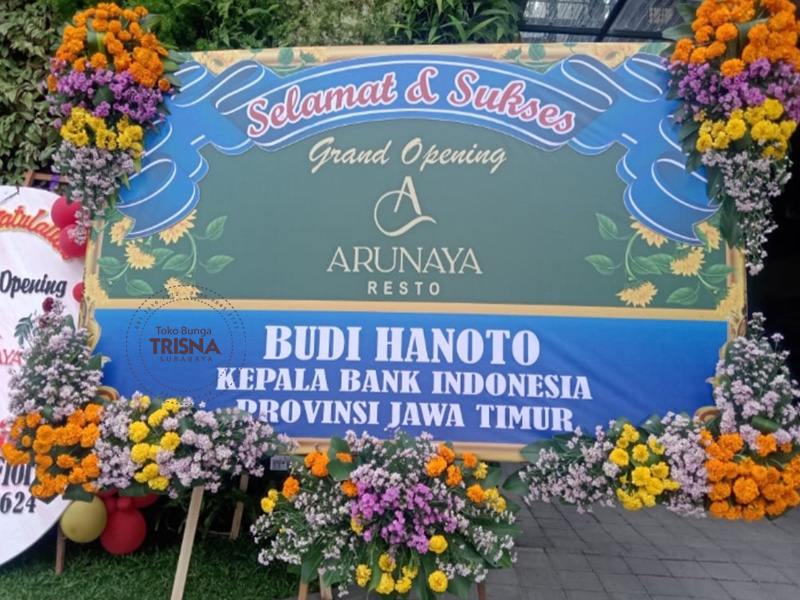 Selamat & Sukses
Grand Opening
ARUNAYA
RESTO
BUDI HANOTO
KEPALA BANK INDONESIA
PROVINSI JAWA TIMUR
Toko Bunga
TRISNA
SURABAYA
Opening
624